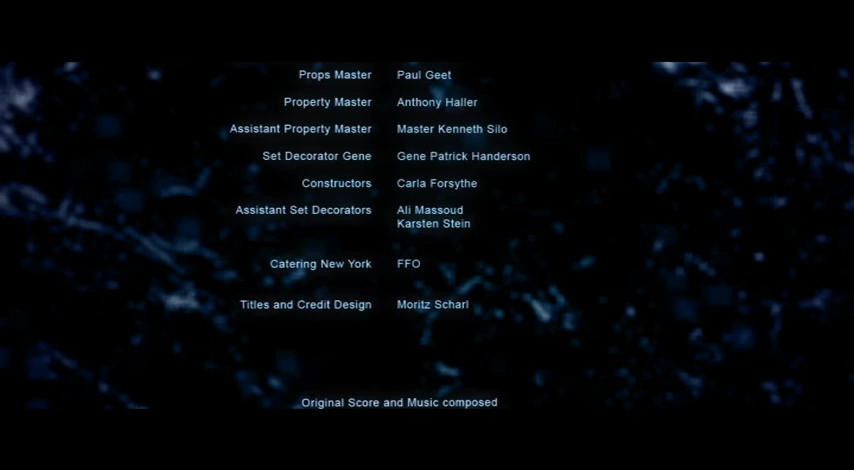 Props Master Paul Geet
Property Master Anthony Haller
Assistant Property Master Master Kenneth Silo
Set Decorator Gene Gene Patrick Handerson
Constructors Carla Forsythe
Assistant Set Decorators Ali Massoud
Karsten Stein
Catering New York FFO
Titles and Credit Design Moritz Scharl
Original Score and Music composed